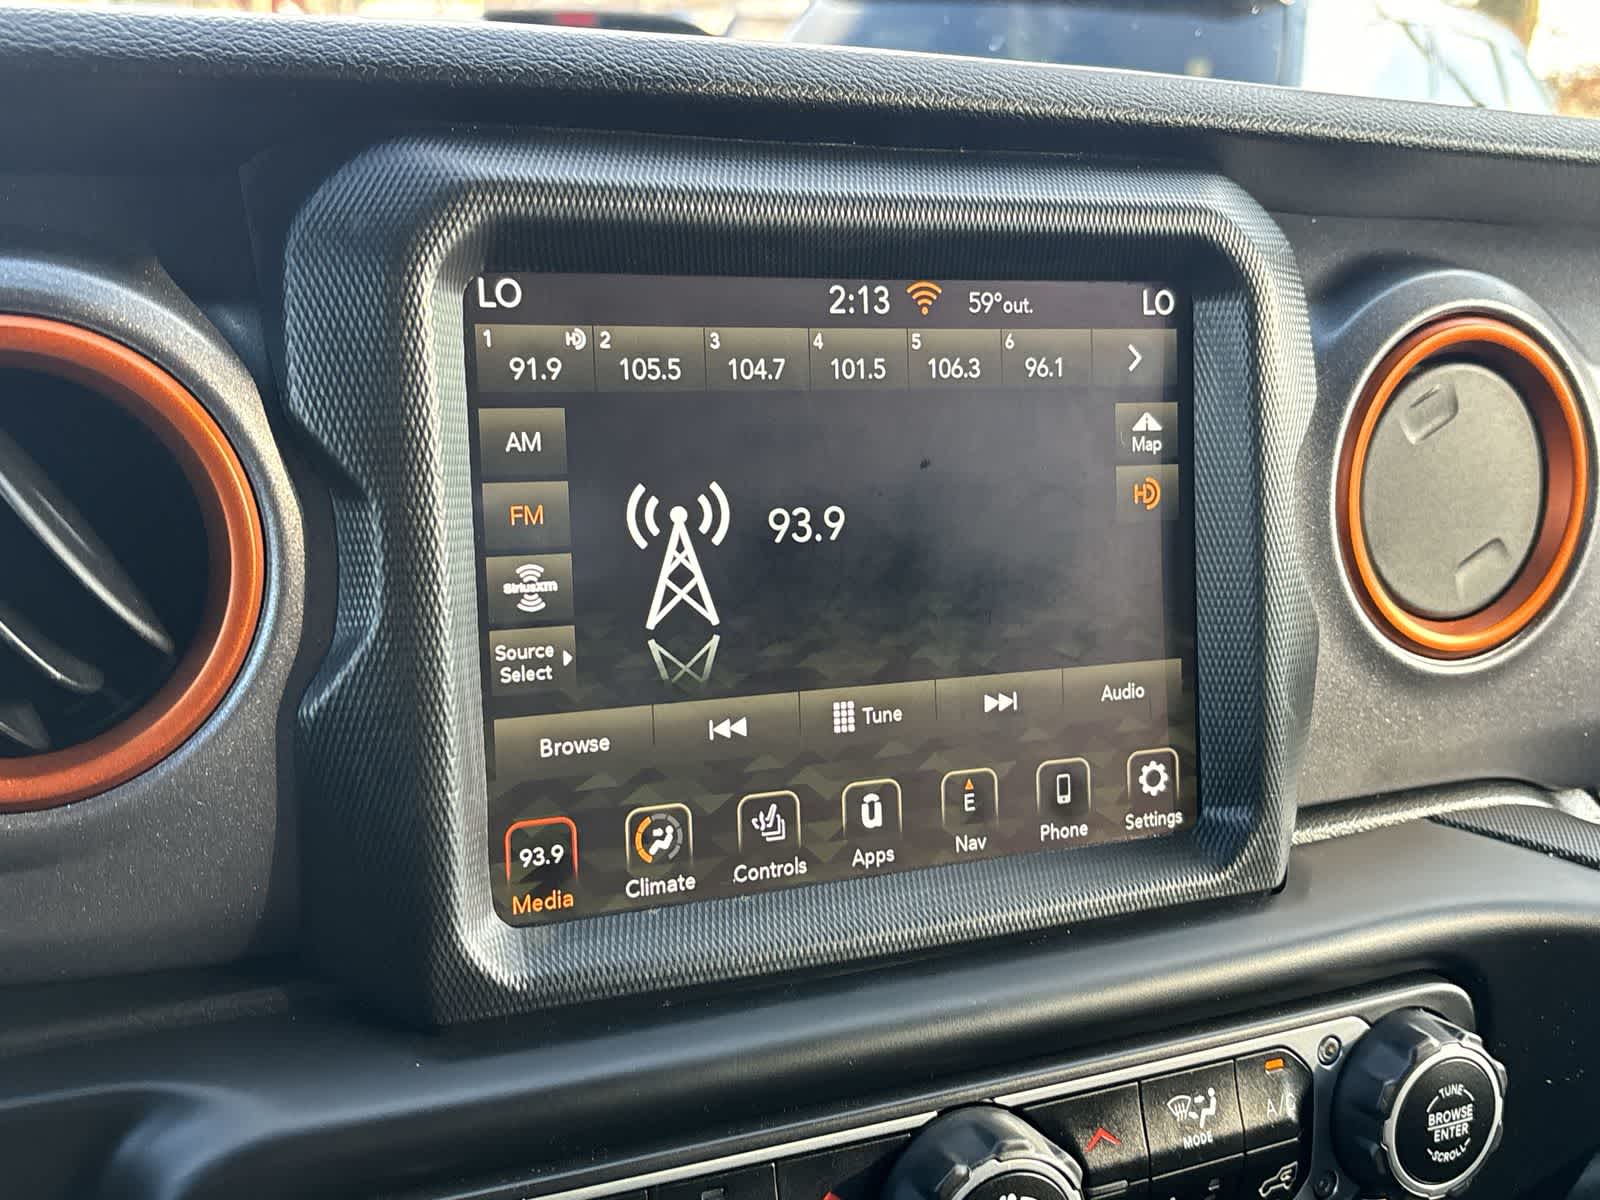 LO 2:13 59°out. LO
1 HD 2 3 4 5 6
91.9 105.5 104.7 101.5 106.3 96.1
AM
Map
FM
HD
93.9
SiriusXM
Source
Select
Browse Tune Audio
93.9 E
Media Climate Controls Apps Nav Phone Settings
A/C
MODE
TUNE
BROWSE
ENTER
SCROLL